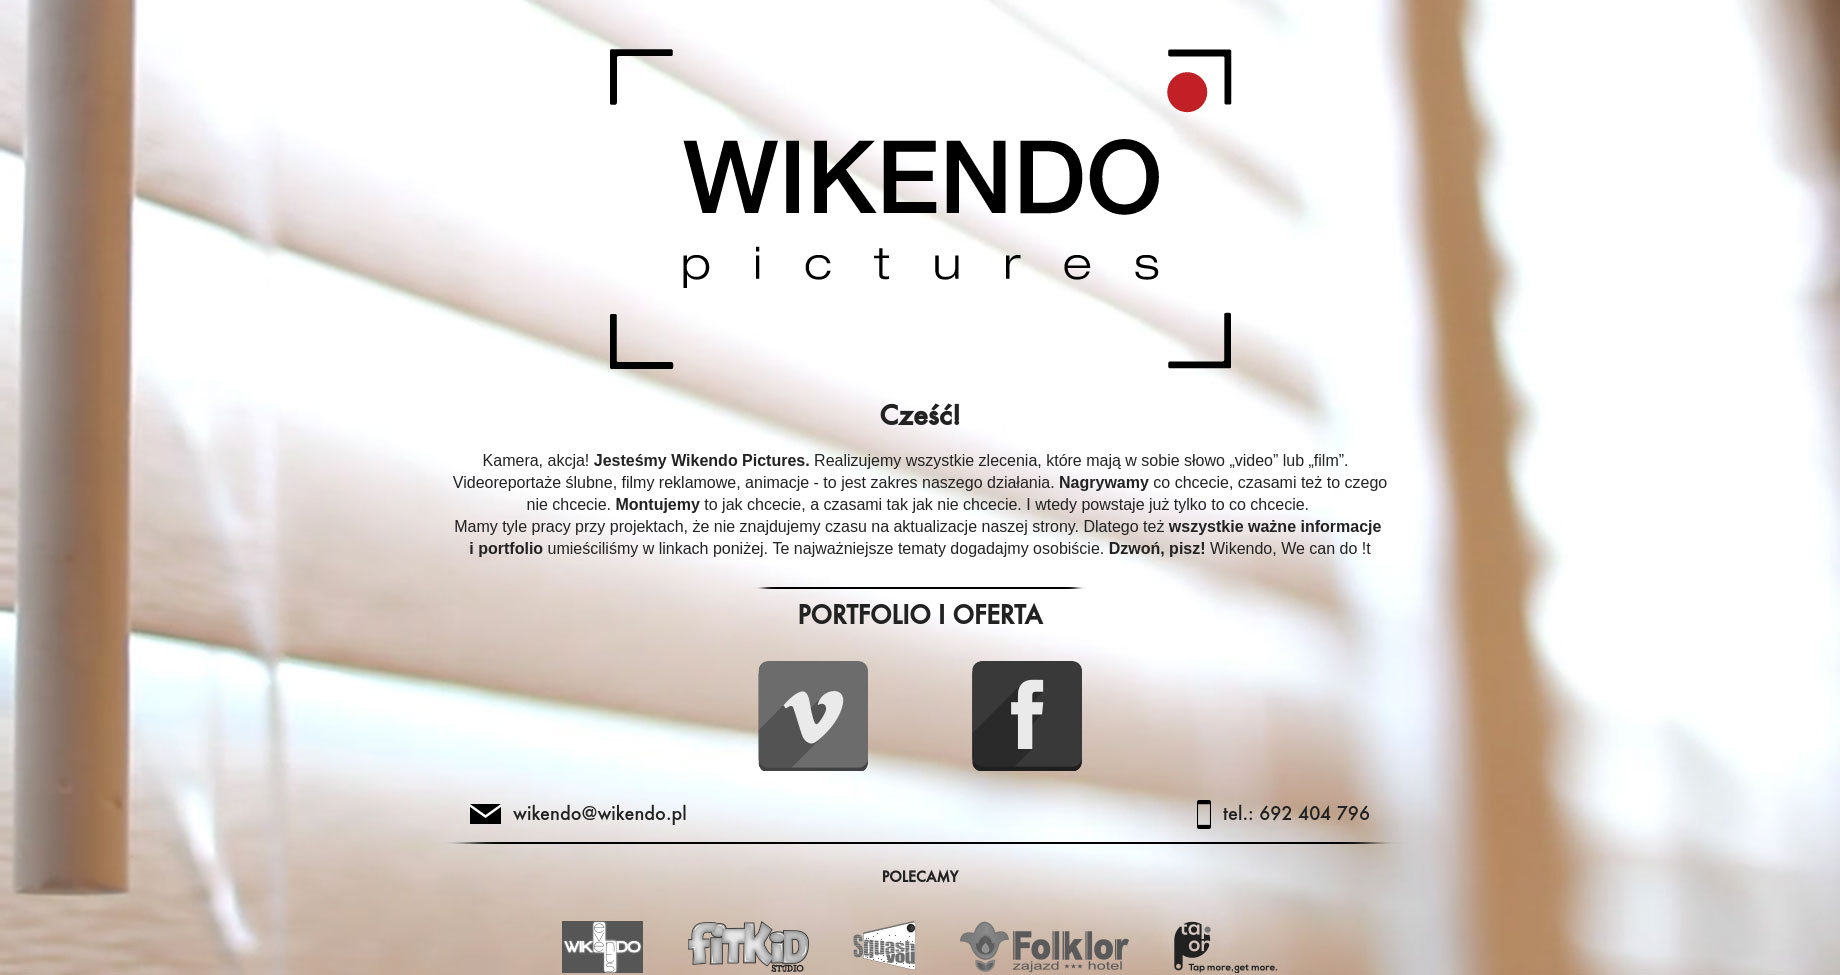 WIKENDO
pictures
Cześć!
Kamera, akcja! Jesteśmy Wikendo Pictures. Realizujemy wszystkie zlecenia, które mają w sobie słowo „video” lub „film”.
Videoreportaże ślubne, filmy reklamowe, animacje - to jest zakres naszego działania. Nagrywamy co chcecie, czasami też to czego
nie chcecie. Montujemy to jak chcecie, a czasami tak jak nie chcecie. I wtedy powstaje już tylko to co chcecie.
Mamy tyle pracy przy projektach, że nie znajdujemy czasu na aktualizacje naszej strony. Dlatego też wszystkie ważne informacje
i portfolio umieściliśmy w linkach poniżej. Te najważniejsze tematy dogadajmy osobiście. Dzwoń, pisz! Wikendo, We can do !t
PORTFOLIO I OFERTA
wikendo@wikendo.pl
tel.: 692 404 796
POLECAMY
WIKENDO
fitkid
STUDIO
Squash
4you
Folklor
zajazd *** hotel
tap
on
Tap more, get more.